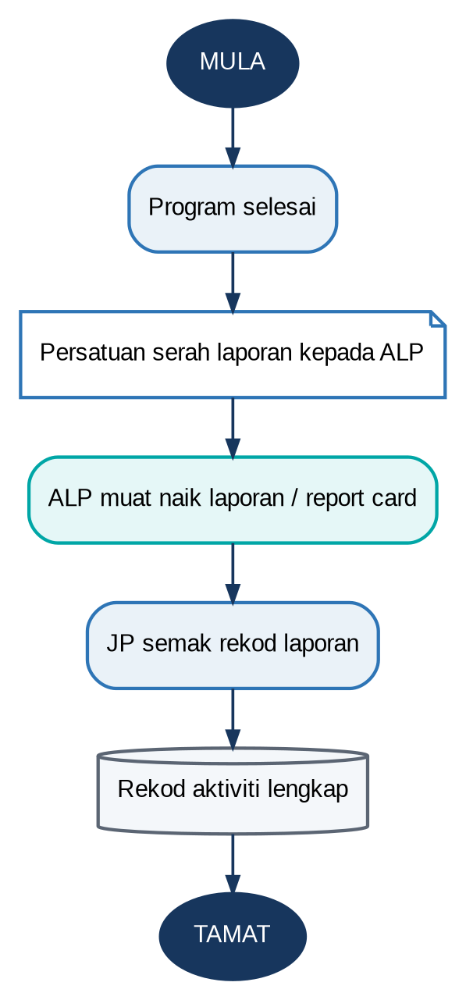 MULA
Program selesai
Persatuan serah laporan kepada ALP
ALP muat naik laporan / report card
JP semak rekod laporan
Rekod aktiviti lengkap
TAMAT